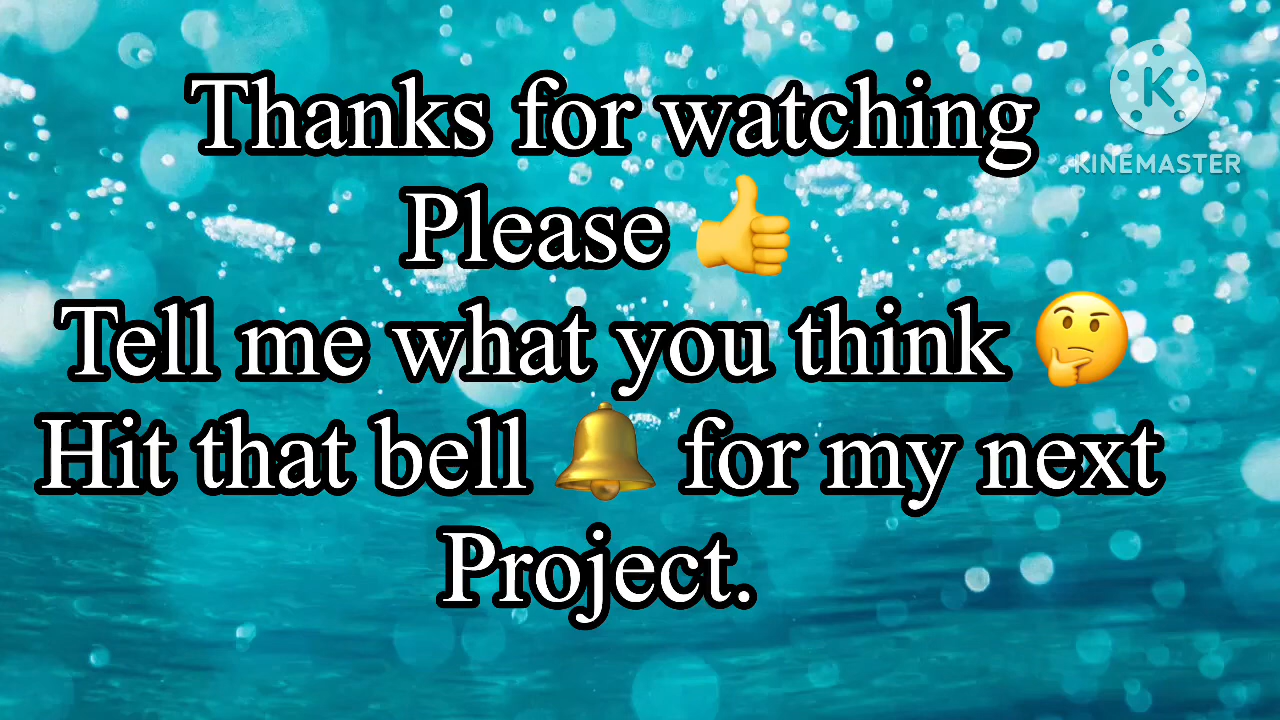 Thanks for watching
KINEMASTER
Please 👍
Tell me what you think 🤔
Hit that bell 🔔 for my next
Project.